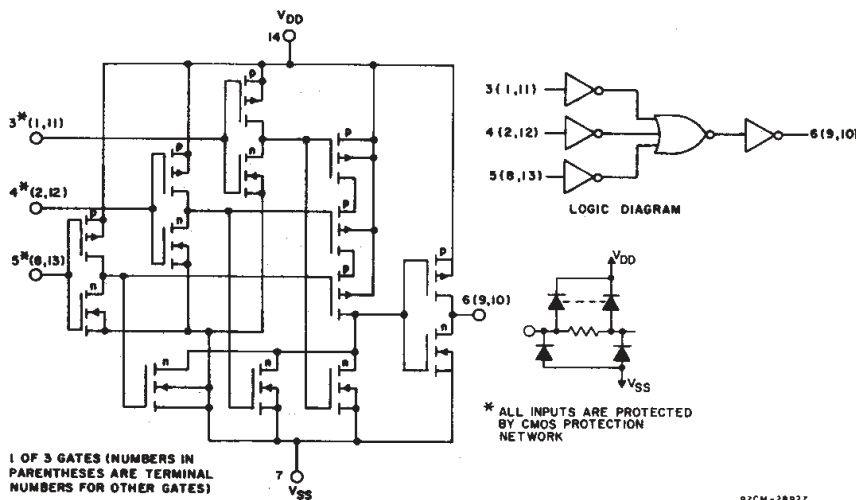 VDD
14
3*(1,11)
4*(2,12)
5*(8,13)
p
n
p
n
p
n
p
p
p
n
n
n
p
n
6(9,10)
7
VSS
1 OF 3 GATES (NUMBERS IN
PARENTHESES ARE TERMINAL
NUMBERS FOR OTHER GATES)
3(1,11)
4(2,12)
5(8,13)
6(9,10)
LOGIC DIAGRAM
VDD
VSS
* ALL INPUTS ARE PROTECTED
BY CMOS PROTECTION
NETWORK
92CM-28927